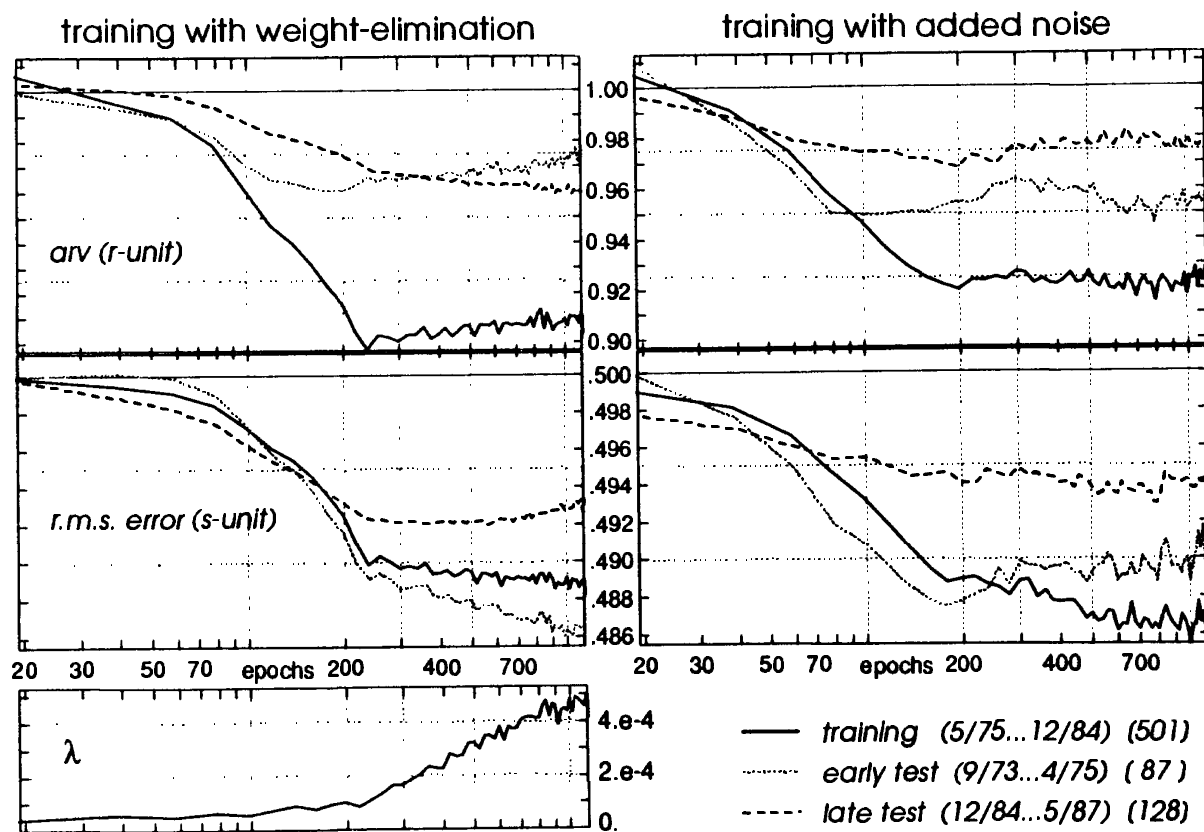 training with weight-elimination
training with added noise
arv (r-unit)
1.00
0.98
0.96
0.94
0.92
0.90
r.m.s. error (s-unit)
.500
.498
.496
.494
.492
.490
.488
.486
20 30 50 70 epochs 200 400 700
20 30 50 70 epochs 200 400 700
λ
4.e-4
2.e-4
0.
training (5/75...12/84) (501)
early test (9/73...4/75) ( 87 )
late test (12/84...5/87) (128)